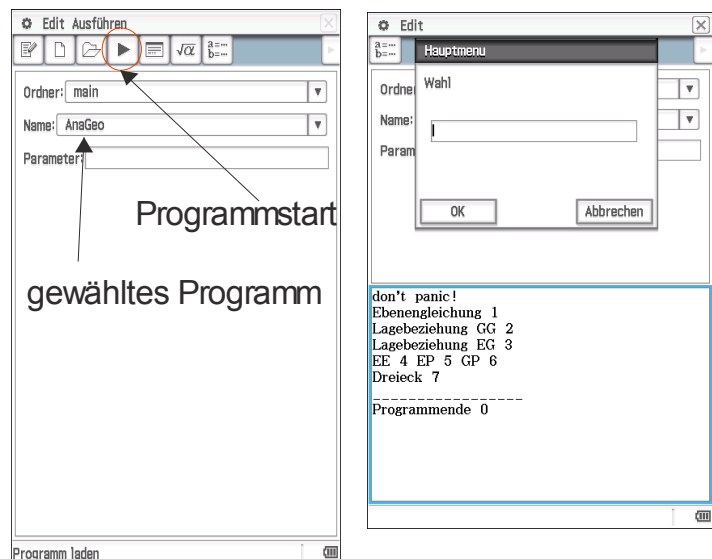 Edit Ausführen
Ordner: main
Name: AnaGeo
Parameter:
Programmstart
gewähltes Programm
Programm laden
Edit
Hauptmenu
Ordne
Wahl
Name:
Param
OK Abbrechen
don't panic!
Ebenengleichung 1
Lagebeziehung GG 2
Lagebeziehung EG 3
EE 4 EP 5 GP 6
Dreieck 7
_________________
Programmende 0